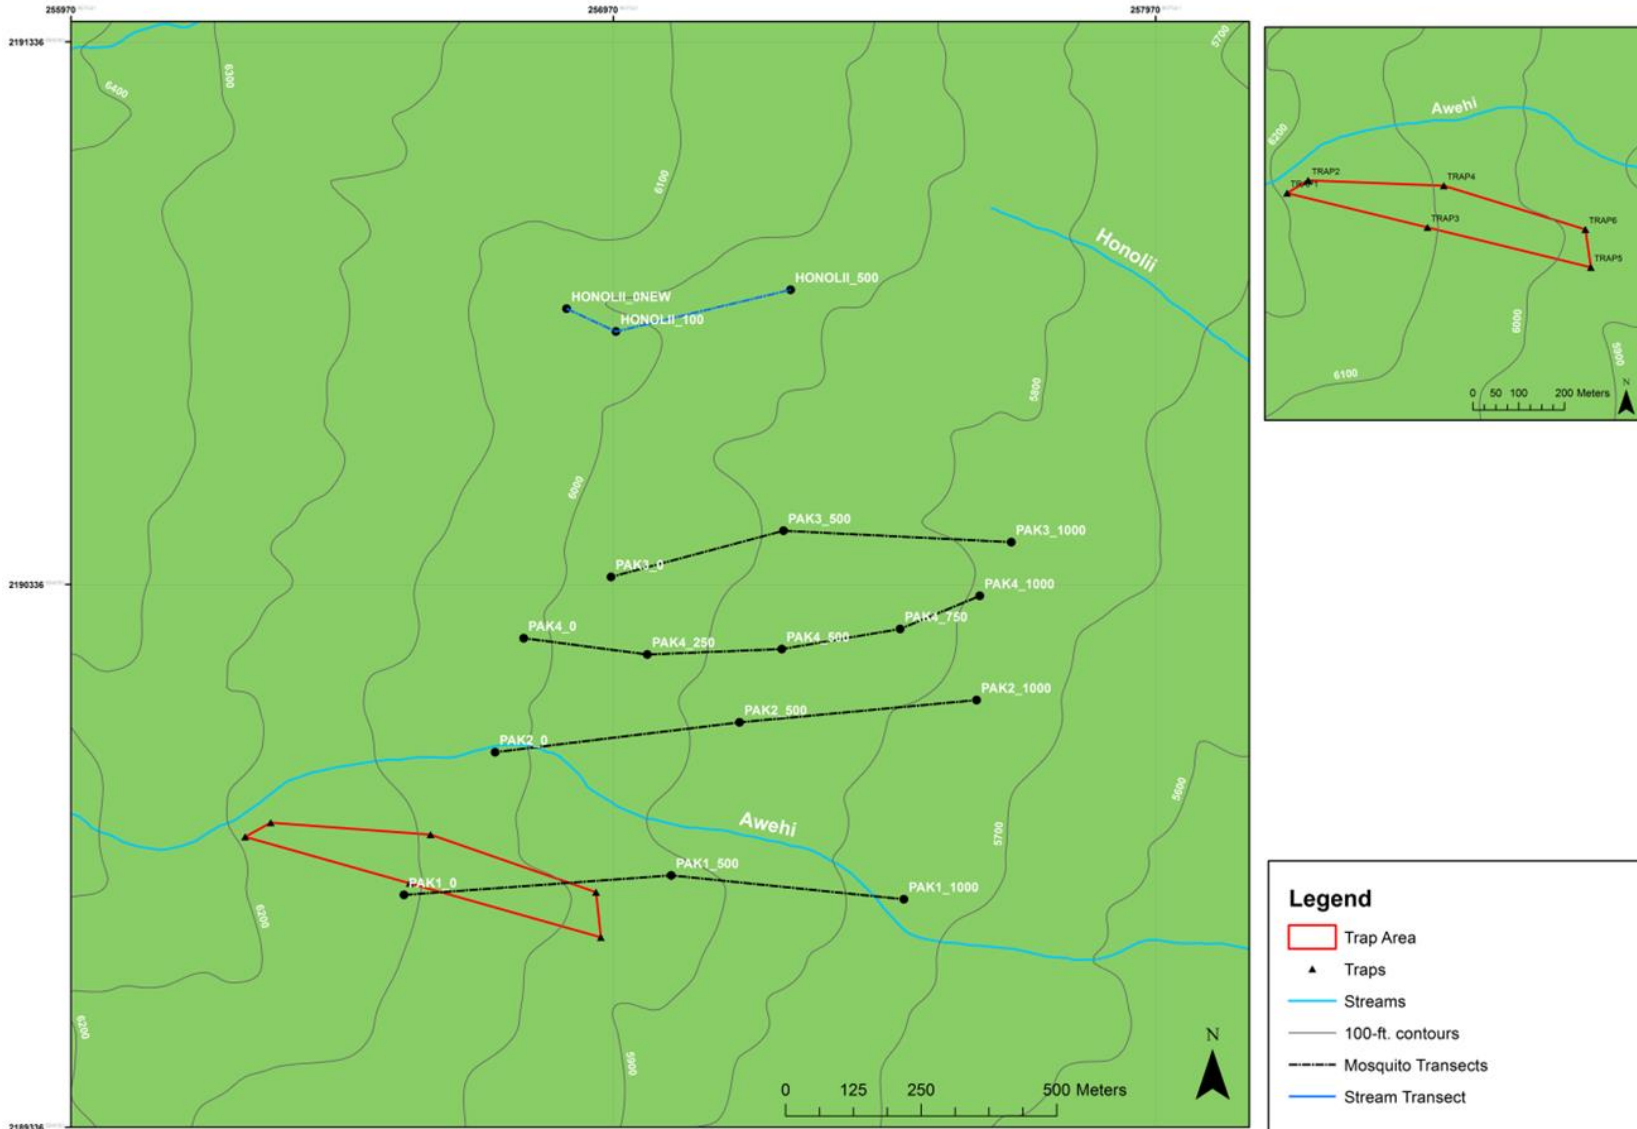 255970
256970
257970
2191336
2190336
2189336
6400
6300
6100
5700
Honolii
HONOLII_0NEW
HONOLII_500
HONOLII_100
5800
6000
PAK3_500
PAK3_1000
PAK3_0
PAK4_1000
PAK4_750
PAK4_0
PAK4_250
PAK4_500
PAK2_1000
PAK2_500
PAK2_0
5600
Awehi
5700
PAK1_500
PAK1_0
PAK1_1000
6200
6200
5900
N
0 125 250 500 Meters
Awehi
6200
TRAP2
TRAP1
TRAP4
TRAP3
TRAP6
TRAP5
6000
5900
6100
N
0 50 100 200 Meters
Legend
Trap Area
Traps
Streams
100-ft. contours
Mosquito Transects
Stream Transect